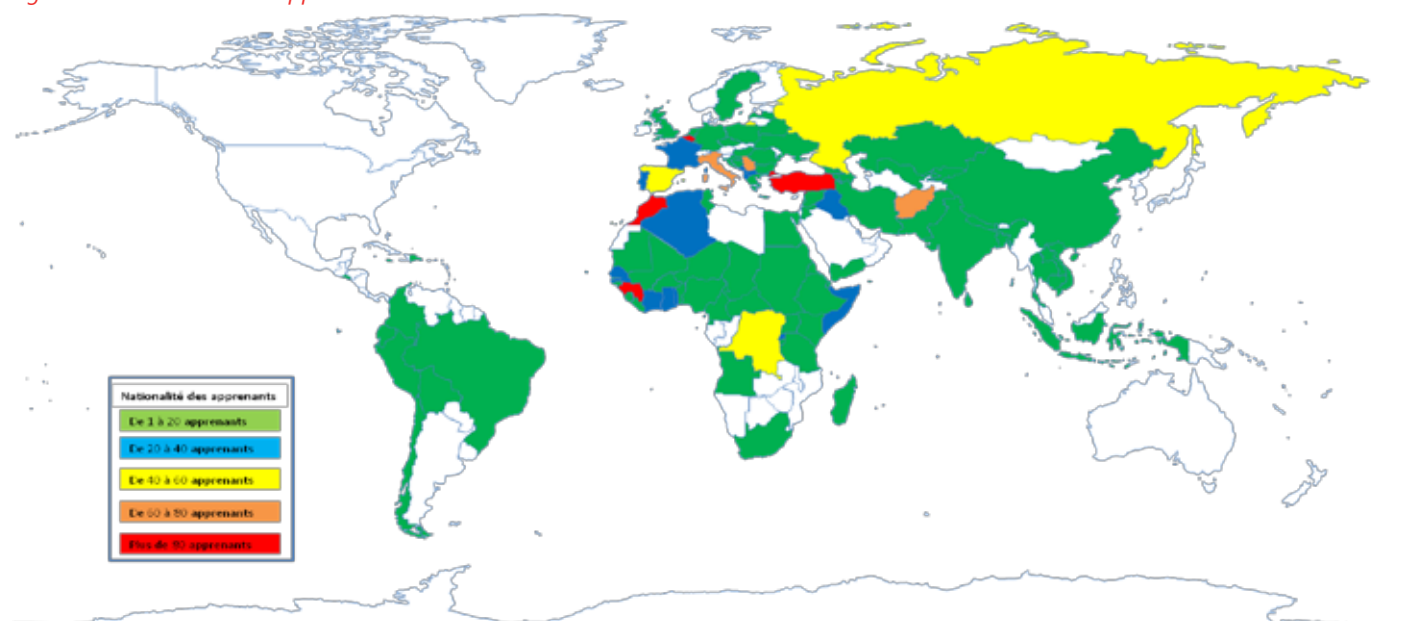 Nationalité des apprenants
De 1 à 20 apprenants
De 20 à 40 apprenants
De 40 à 60 apprenants
De 60 à 80 apprenants
Plus de 80 apprenants